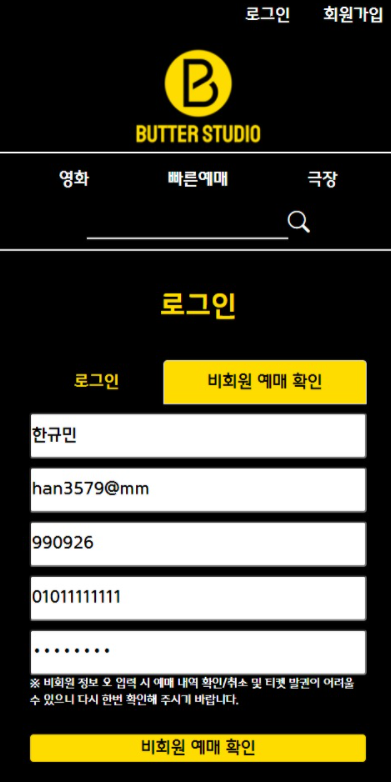 로그인 회원가입
B
BUTTER STUDIO
영화 빠른예매 극장
로그인
로그인 비회원 예매 확인
한규민
han3579@mm
990926
01011111111
••••••••
※ 비회원 정보 오 입력 시 예매 내역 확인/취소 및 티켓 발권이 어려울
수 있으니 다시 한번 확인해 주시기 바랍니다.
비회원 예매 확인